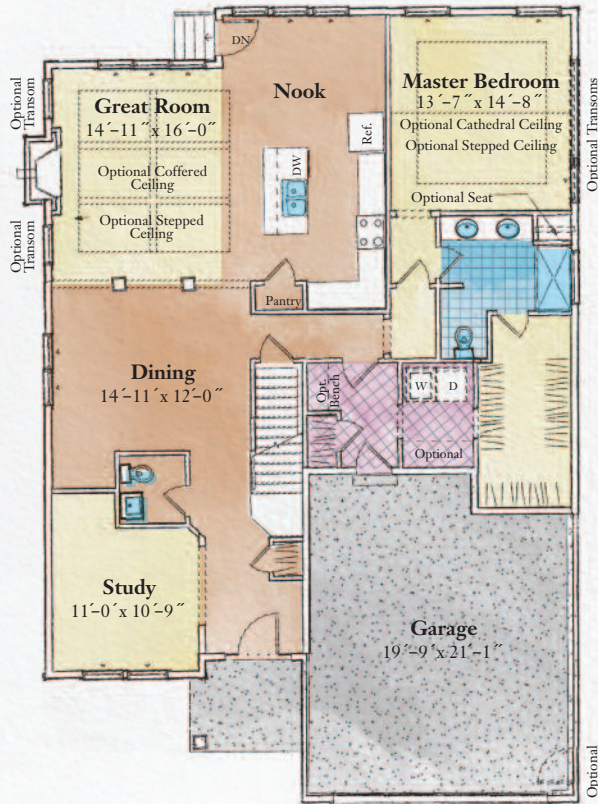 DN
Nook
Optional
Transom
Great Room
14´–11˝ x 16´–0˝
Optional Coffered
Ceiling
Optional Stepped
Ceiling
Optional
Transom
DW
Ref.
Master Bedroom
13´–7˝ x 14´–8˝
Optional Cathedral Ceiling
Optional Stepped Ceiling
Optional Transoms
Optional Seat
Pantry
Dining
14´–11´ x 12´–0˝
Opt.
Bench
W
D
Optional
Study
11´–0´ x 10´–9˝
Garage
19´–9´ x 21´–1˝
Optional